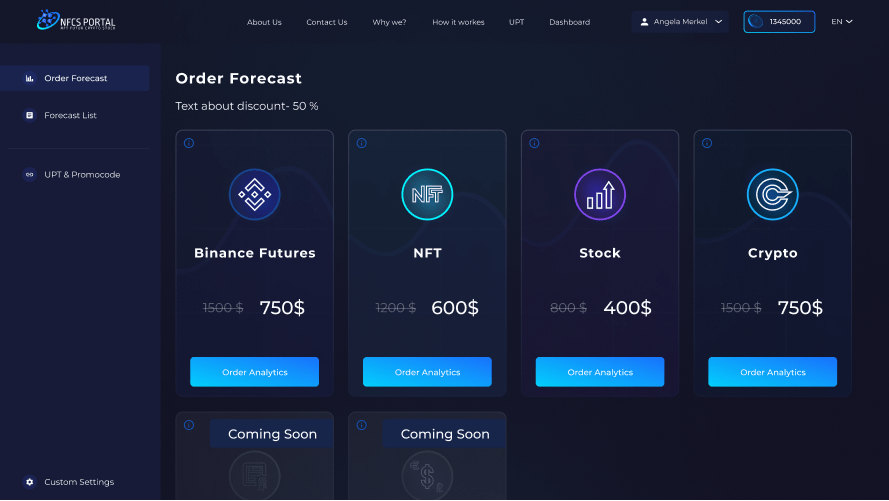 NFCS PORTAL
NFT FUTUR CRYPTO STOCK
About Us
Contact Us
Why we?
How it workes
UPT
Dashboard
Angela Merkel
1345000
EN
Order Forecast
Forecast List
UPT & Promocode
Custom Settings
Order Forecast
Text about discount- 50 %
Binance Futures
1500 $ 750$
Order Analytics
NFT
NFT
1200 $ 600$
Order Analytics
Stock
800 $ 400$
Order Analytics
Crypto
1500 $ 750$
Order Analytics
Coming Soon
Coming Soon